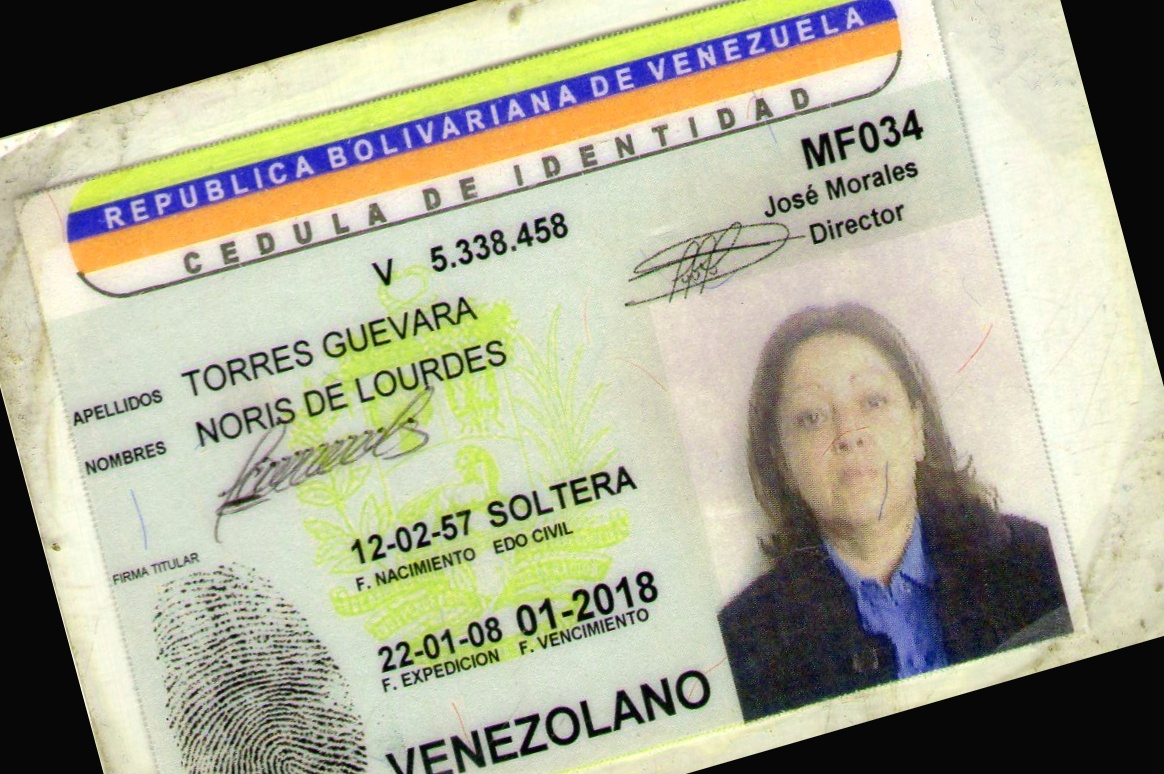 REPUBLICA BOLIVARIANA DE VENEZUELA
CEDULA DE IDENTIDAD
MF034
José Morales
Director
V 5.338.458
APELLIDOS TORRES GUEVARA
NOMBRES NORIS DE LOURDES
12-02-57 SOLTERA
F. NACIMIENTO EDO CIVIL
FIRMA TITULAR
22-01-08 01-2018
F. EXPEDICION F. VENCIMIENTO
VENEZOLANO